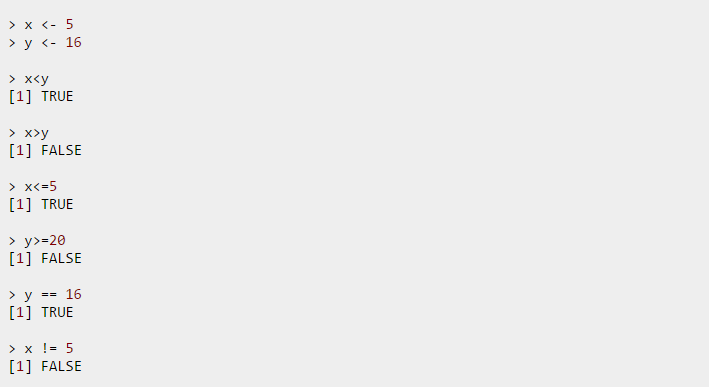 > x <- 5
> y <- 16
> x<y
[1] TRUE
> x>y
[1] FALSE
> x<=5
[1] TRUE
> y>=20
[1] FALSE
> y == 16
[1] TRUE
> x != 5
[1] FALSE